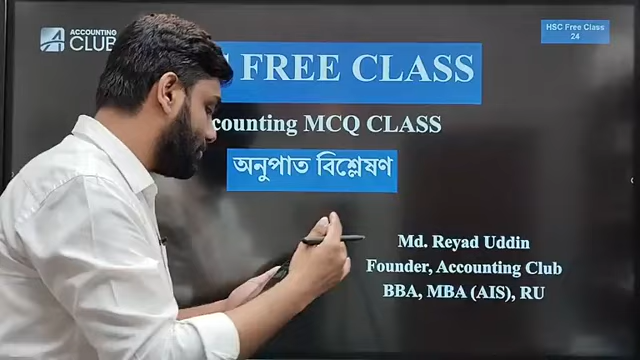 ACCOUNTING
CLUB
HSC Free Class
24
FREE CLASS
counting MCQ CLASS
অনুপাত বিশ্লেষণ
Md. Reyad Uddin
Founder, Accounting Club
BBA, MBA (AIS), RU